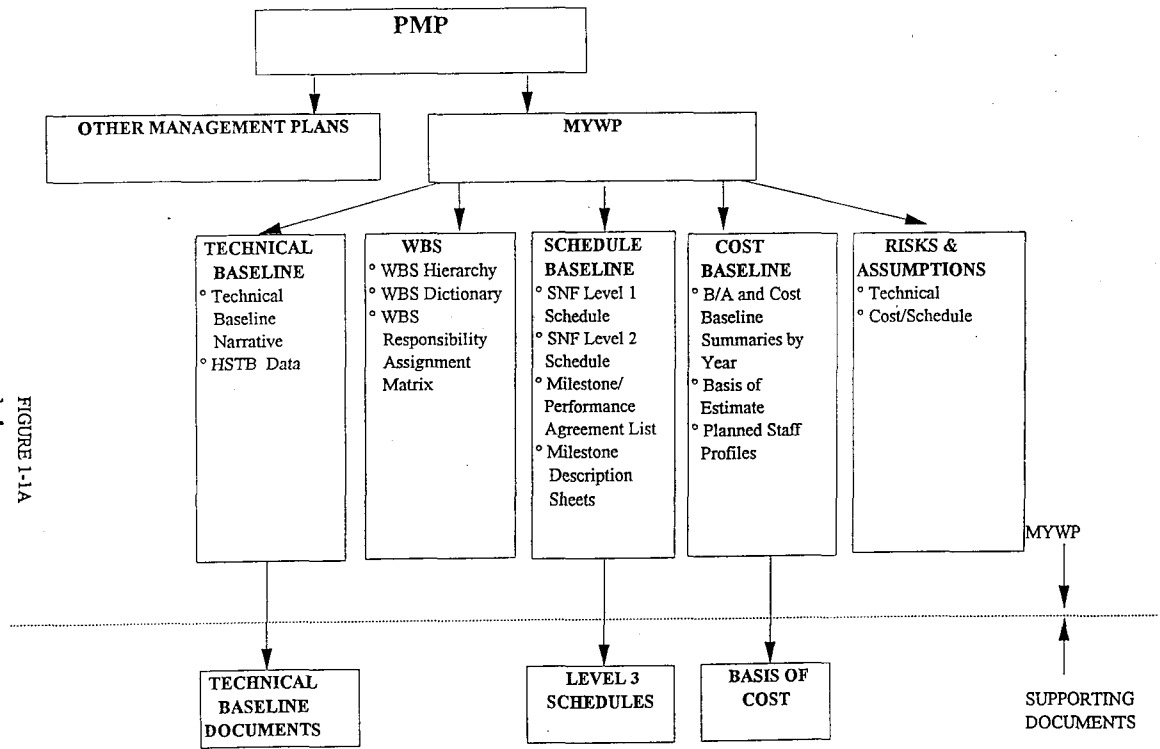 PMP
OTHER MANAGEMENT PLANS
MYWP
TECHNICAL
BASELINE
° Technical
Baseline
Narrative
° HSTB Data
WBS
° WBS Hierarchy
° WBS Dictionary
° WBS
Responsibility
Assignment
Matrix
SCHEDULE
BASELINE
° SNF Level 1
Schedule
° SNF Level 2
Schedule
° Milestone/
Performance
Agreement List
° Milestone
Description
Sheets
COST
BASELINE
° B/A and Cost
Baseline
Summaries by
Year
° Basis of
Estimate
° Planned Staff
Profiles
RISKS &
ASSUMPTIONS
° Technical
° Cost/Schedule
MYWP
FIGURE 1-1A
TECHNICAL
BASELINE
DOCUMENTS
LEVEL 3
SCHEDULES
BASIS OF
COST
SUPPORTING
DOCUMENTS